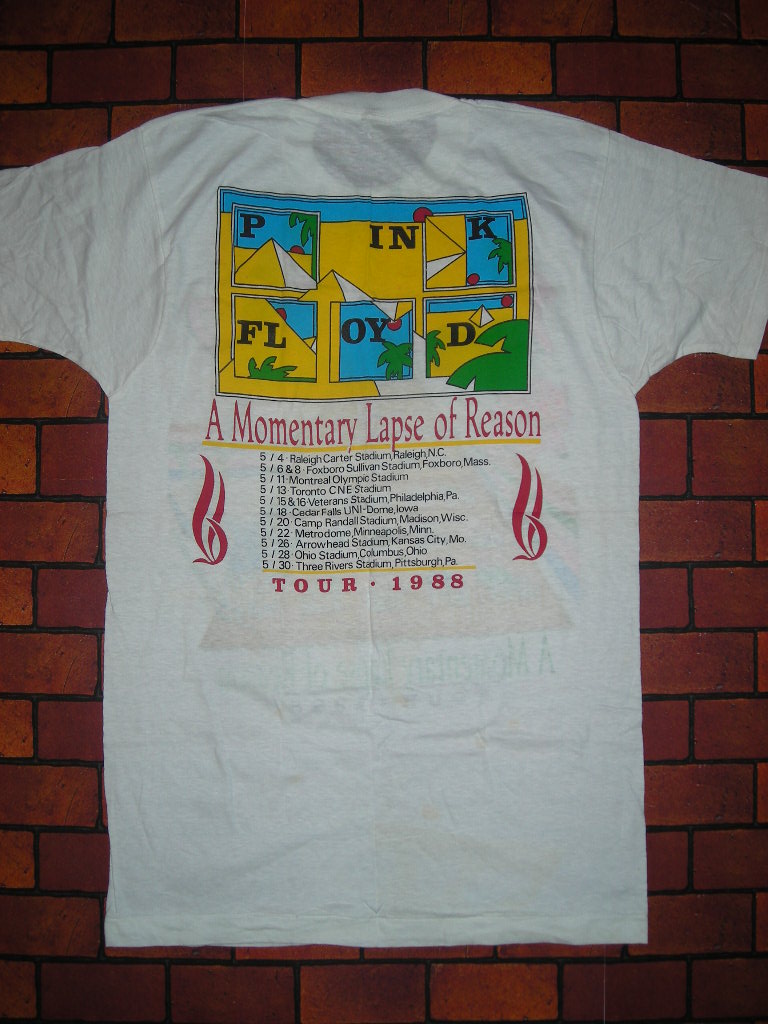 P IN K
FL OY D
A Momentary Lapse of Reason
5/4 · Raleigh Carter Stadium, Raleigh, N.C.
5/6 & 8 · Foxboro Sullivan Stadium, Foxboro, Mass.
5/11 · Montreal Olympic Stadium
5/13 · Toronto CNE Stadium
5/15 & 16 Veterans Stadium, Philadelphia, Pa.
5/18 · Cedar Falls UNI-Dome, Iowa
5/20 · Camp Randall Stadium, Madison, Wisc.
5/22 · Metrodome, Minneapolis, Minn.
5/26 · Arrowhead Stadium, Kansas City, Mo.
5/28 · Ohio Stadium, Columbus, Ohio
5/30 · Three Rivers Stadium, Pittsburgh, Pa.
TOUR · 1988